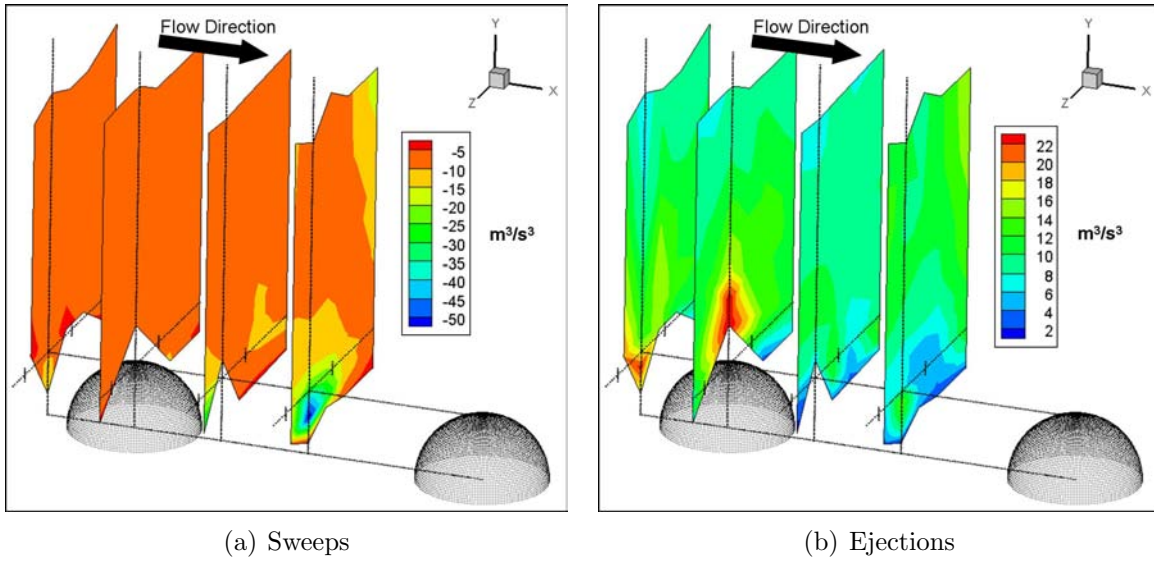 Flow Direction
Y
X
Z
-5
-10
-15
-20
-25
-30
-35
-40
-45
-50
m³/s³
(a) Sweeps
Flow Direction
Y
X
Z
22
20
18
16
14
12
10
8
6
4
2
m³/s³
(b) Ejections